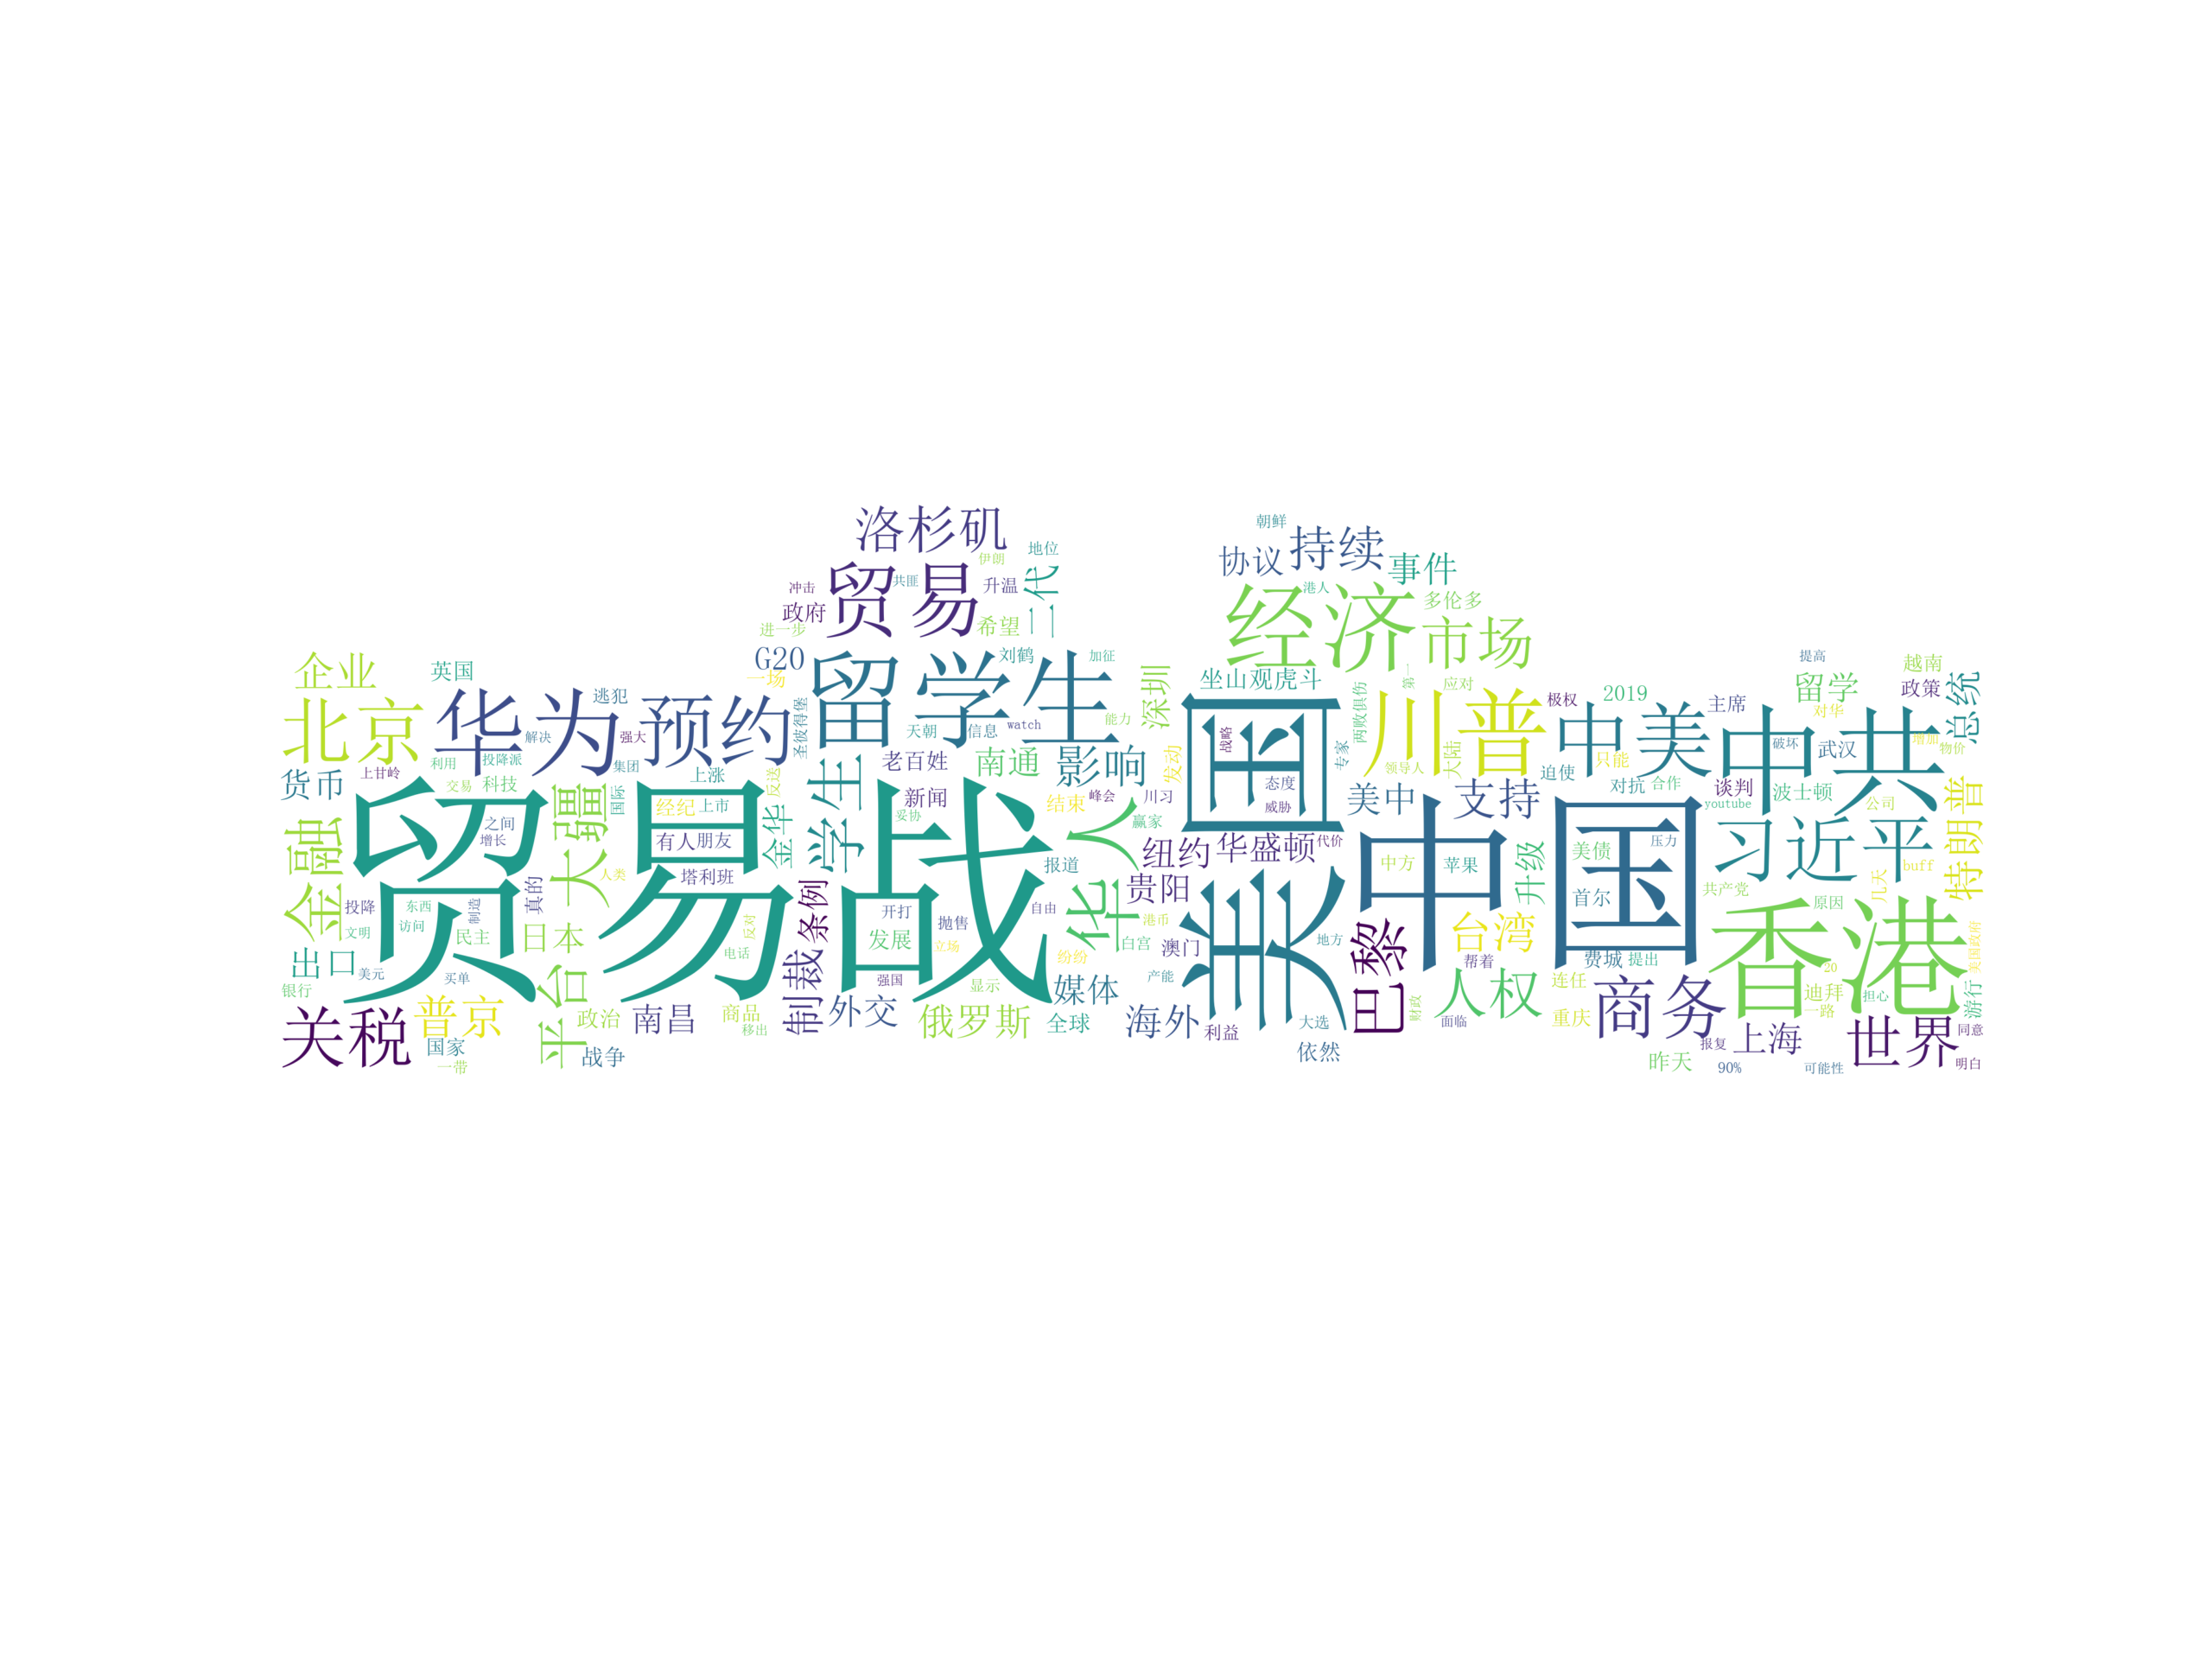 洛杉矶
伊朗
地位
朝鲜
协议
持续
事件
冲击
贸易
共匪
升温
二代
政府
希望
进一步
港人
经济
多伦多
市场
G20
一场
留学生
刘鹤
加征
深圳
坐山观虎斗
两败俱伤
第一
应对
提高
越南
企业
英国
北京
华为
逃犯
预约
圣彼得堡
天朝
信息
watch
能力
美国
战略
川普
极权
2019
主席
留学
政策
对华
总统
解决
强大
中美
中共
破坏
武汉
增加
物价
货币
上甘岭
利用
投降派
集团
上涨
老百姓
南通
影响
发动
专家
领导人
大陆
只能
迫使
对抗
合作
谈判
波士顿
贸易战
交易
科技
大疆
国际
经纪
上市
反送
学生
新闻
结束
峰会
川习
态度
威胁
美中
支持
youtube
公司
特朗普
金融
之间
增长
有人
朋友
金华
妥协
华人
赢家
纽约
华盛顿
代价
中国
中方
苹果
升级
美债
压力
习近平
buff
投降
东西
制造
真的
人类
塔利班
条例
开打
抛售
报道
自由
贵阳
首尔
共产党
原因
几天
文明
访问
民主
日本
反对
发展
立场
港币
白宫
纷纷
澳门
地方
巴黎
台湾
香港
美国政府
出口
美元
买单
平台
电话
制裁
强国
显示
媒体
产能
帮着
人权
连任
费城
提出
20
银行
普京
政治
南昌
商品
移出
外交
俄罗斯
全球
海外
利益
大选
财政
面临
重庆
商务
迪拜
担心
一路
游行
关税
国家
一带
战争
依然
昨天
报复
上海
90%
可能性
世界
同意
明白